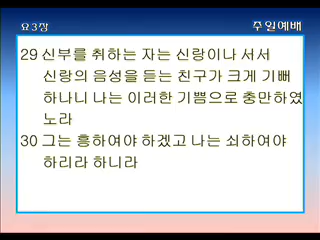 요3장
주일예배
29 신부를 취하는 자는 신랑이나 서서
신랑의 음성을 듣는 친구가 크게 기뻐
하나니 나는 이러한 기쁨으로 충만하였
노라
30 그는 흥하여야 하겠고 나는 쇠하여야
하리라 하니라